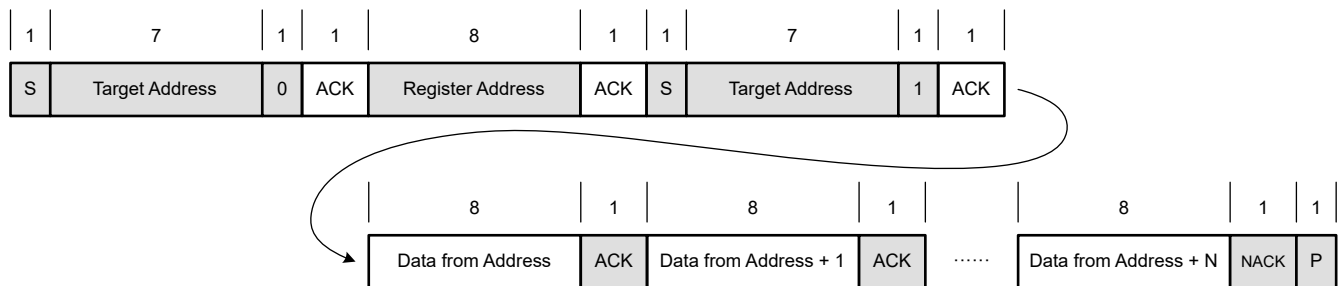 1 7 1 1 8 1 1 7 1 1
S Target Address 0 ACK Register Address ACK S Target Address 1 ACK
8 1 8 1 8 1 1
Data from Address ACK Data from Address + 1 ACK ...... Data from Address + N NACK P